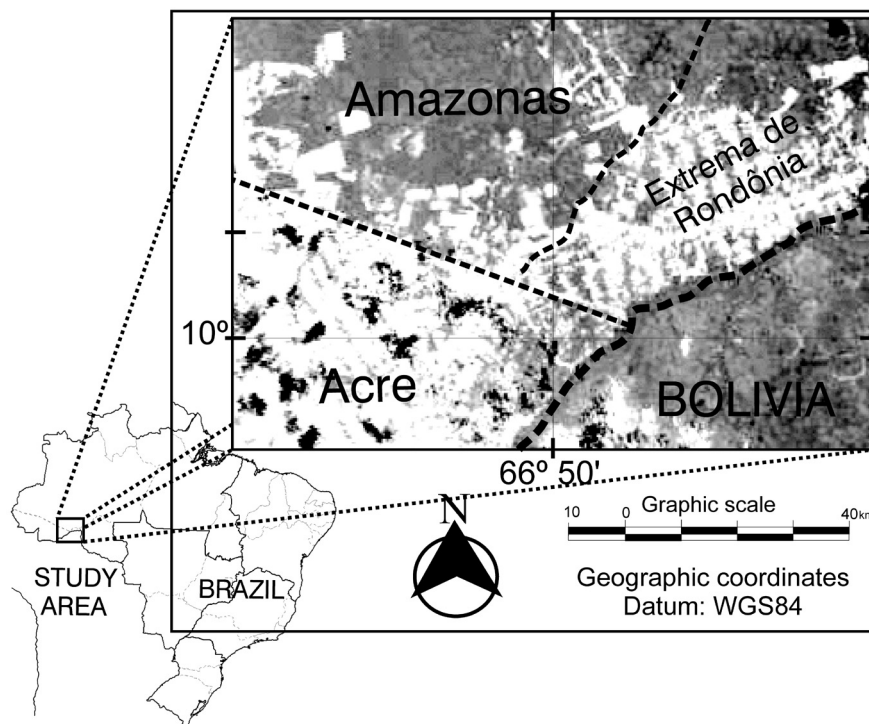 Amazonas
Extrema de
Rondônia
10º
Acre
BOLIVIA
66º 50'
N
Graphic scale
10 0 40km
STUDY
AREA
BRAZIL
Geographic coordinates
Datum: WGS84